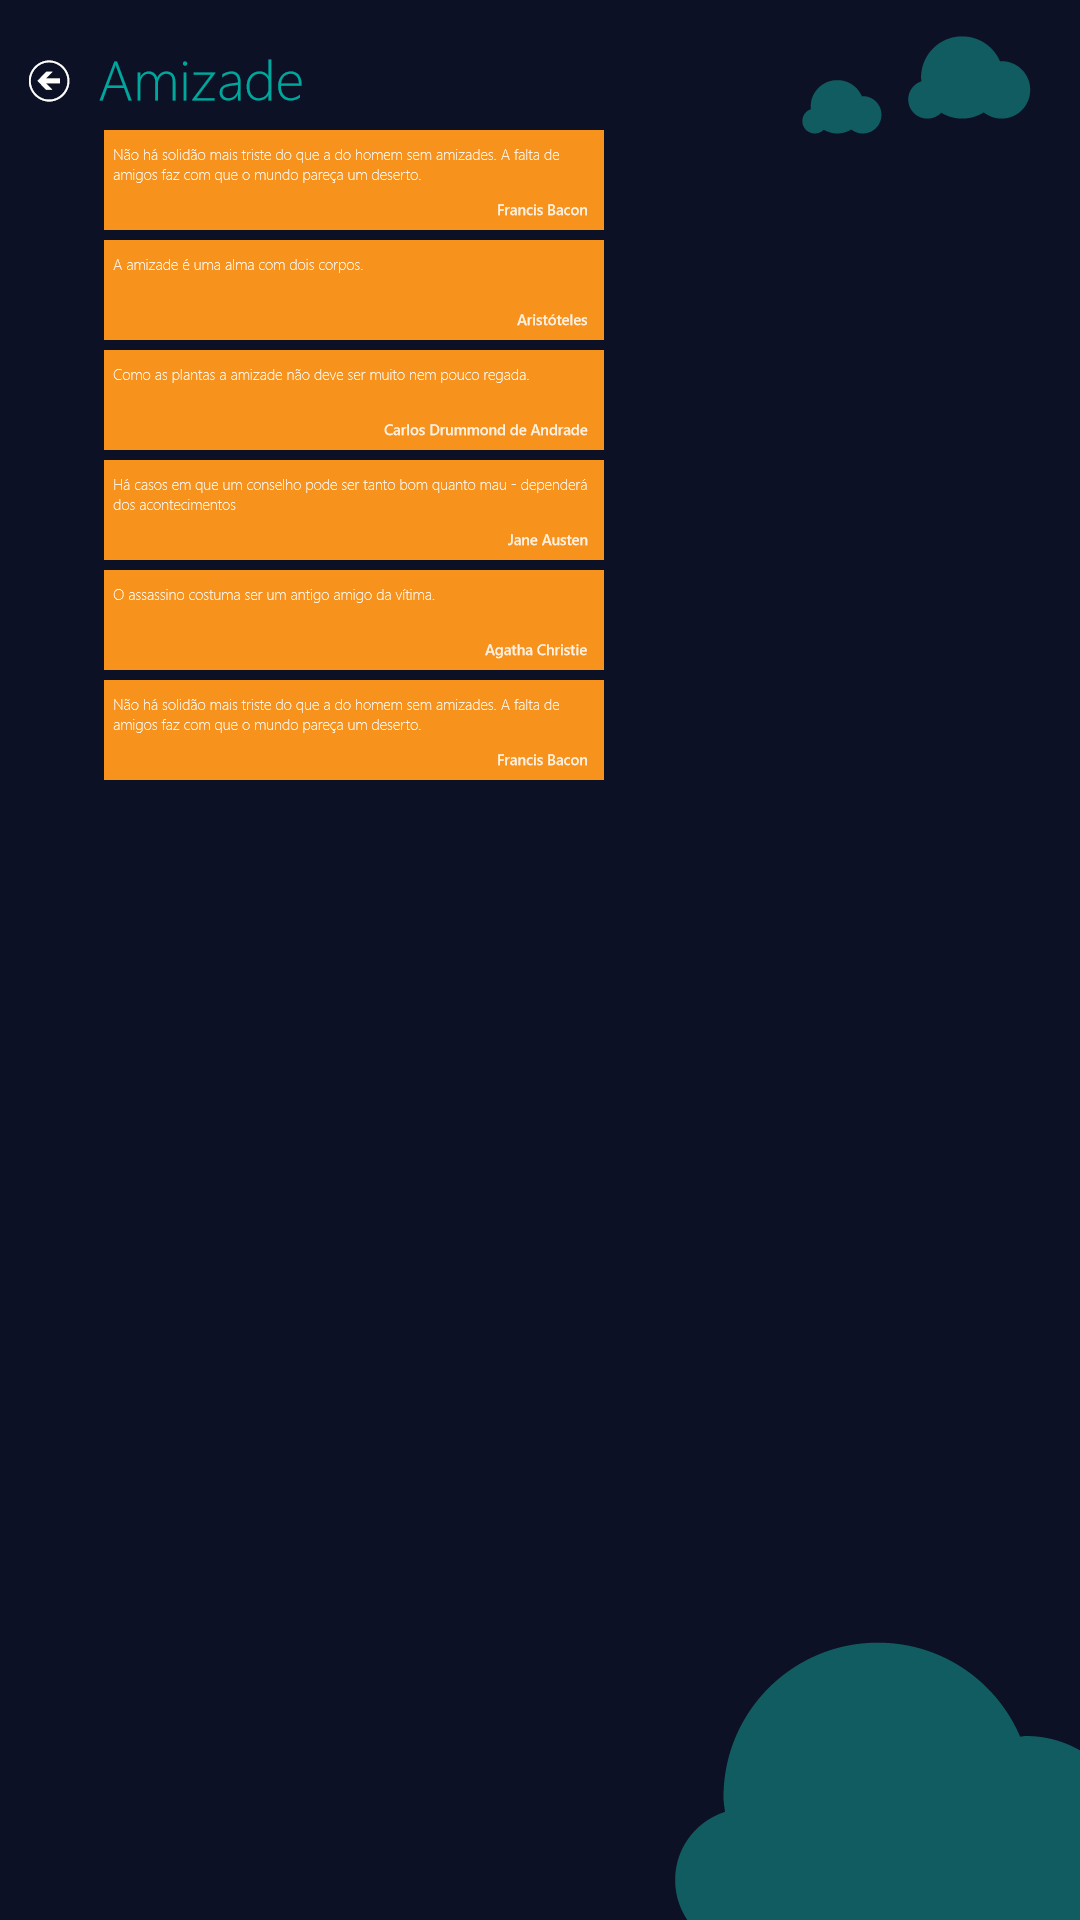 Amizade
Não há solidão mais triste do que a do homem sem amizades. A falta de
amigos faz com que o mundo pareça um deserto.
Francis Bacon
A amizade é uma alma com dois corpos.
Aristóteles
Como as plantas a amizade não deve ser muito nem pouco regada.
Carlos Drummond de Andrade
Há casos em que um conselho pode ser tanto bom quanto mau - dependerá
dos acontecimentos
Jane Austen
O assassino costuma ser um antigo amigo da vítima.
Agatha Christie
Não há solidão mais triste do que a do homem sem amizades. A falta de
amigos faz com que o mundo pareça um deserto.
Francis Bacon